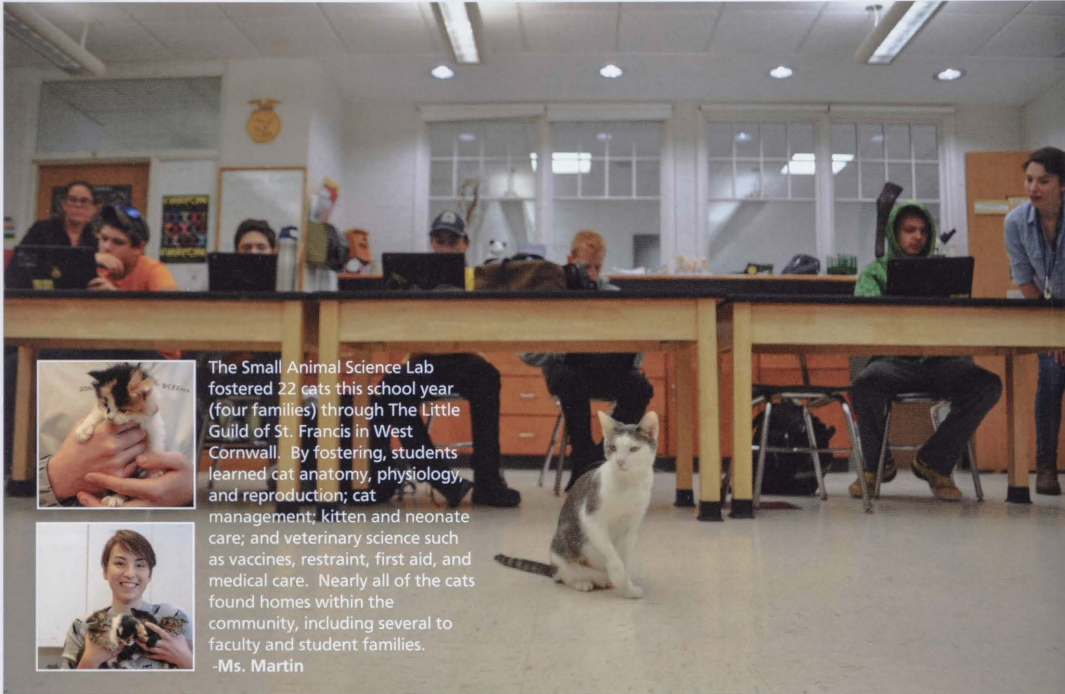 The Small Animal Science Lab
fostered 22 cats this school year
(four families) through The Little
Guild of St. Francis in West
Cornwall.  By fostering, students
learned cat anatomy, physiology,
and reproduction; cat
management; kitten and neonate
care; and veterinary science such
as vaccines, restraint, first aid, and
medical care.  Nearly all of the cats
found homes within the
community, including several to
faculty and student families.
-Ms. Martin